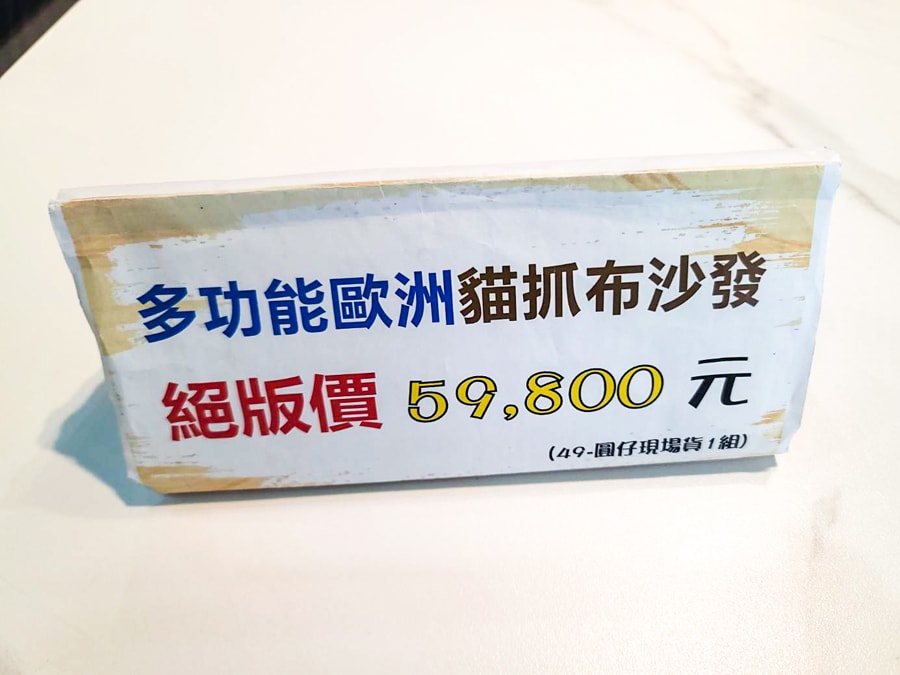 多功能歐洲貓抓布沙發
絕版價 59,800 元
(49-圓仔現場貨1組)